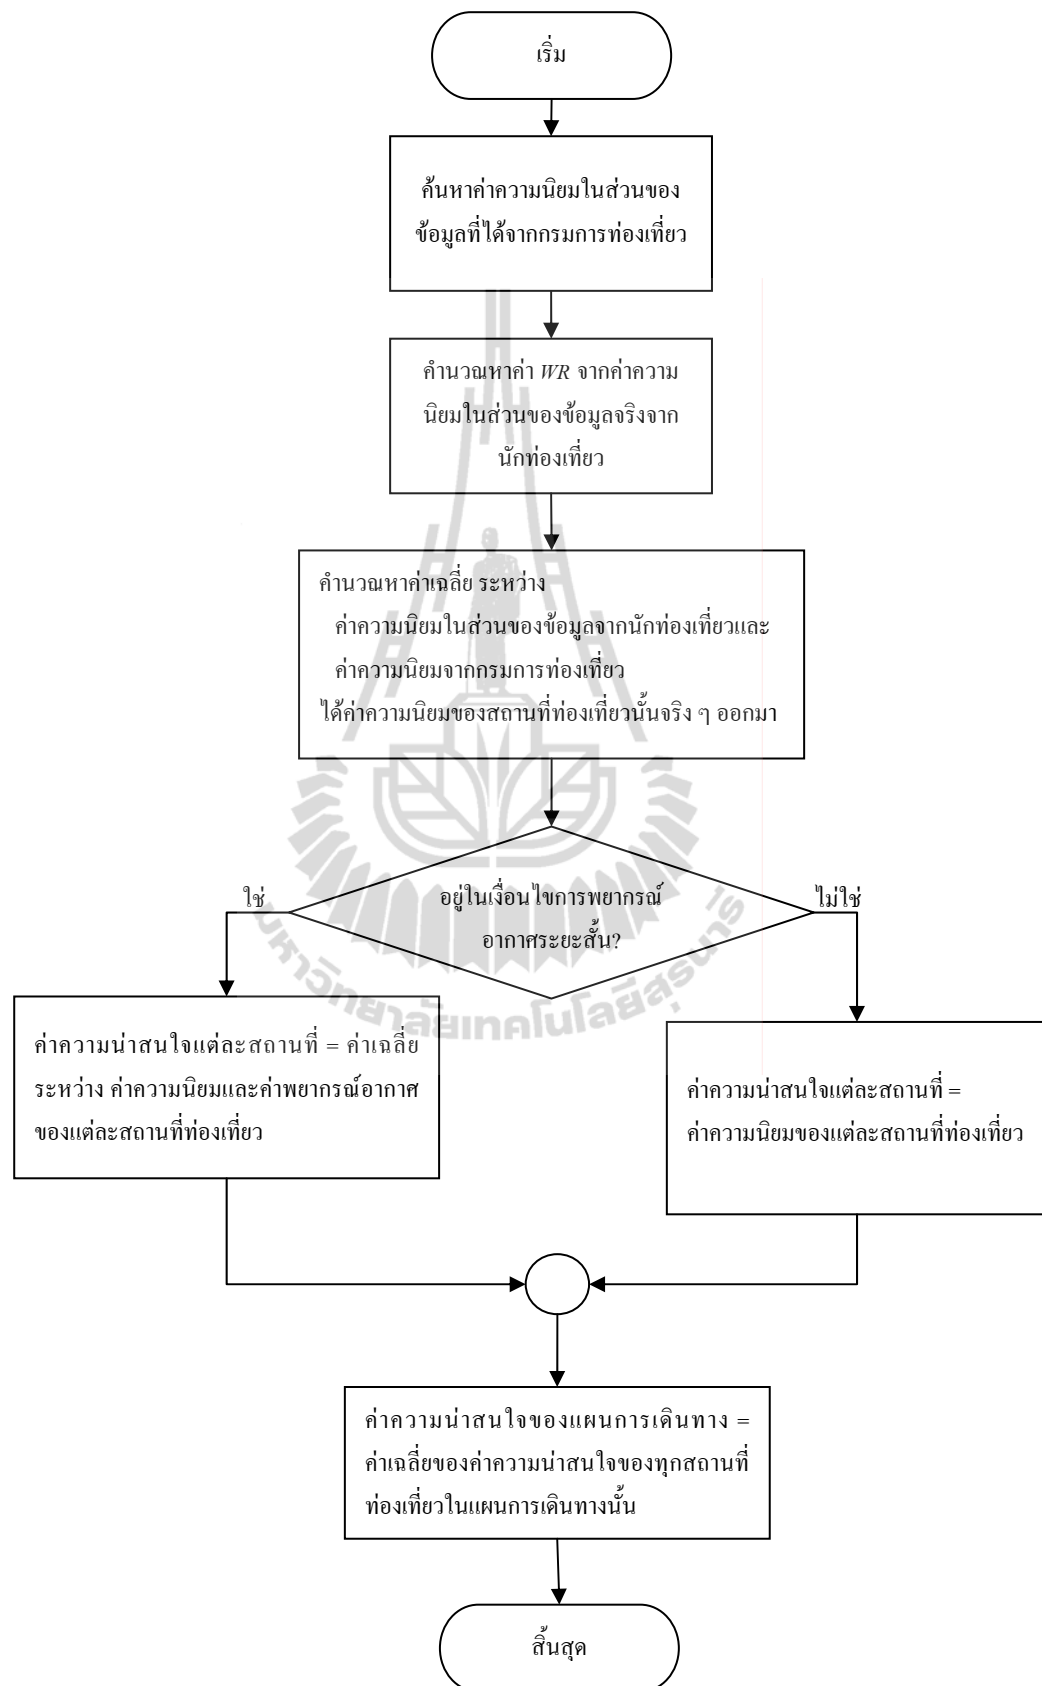 เริ่ม
ค้นหาค่าความนิยมในส่วนของ
ข้อมูลที่ได้จากกรมการท่องเที่ยว
คำนวณหาค่า WR จากค่าความ
นิยมในส่วนของข้อมูลจริงจาก
นักท่องเที่ยว
คำนวณหาค่าเฉลี่ย ระหว่าง
ค่าความนิยมในส่วนของข้อมูลจากนักท่องเที่ยวและ
ค่าความนิยมจากกรมการท่องเที่ยว
ได้ค่าความนิยมของสถานที่ท่องเที่ยวนั้นจริง ๆ ออกมา
อยู่ในเงื่อนไขการพยากรณ์
อากาศระยะสั้น?
ใช่
ไม่ใช่
มหาวิทยาลัยเทคโนโลยีสุรนารี
ค่าความน่าสนใจแต่ละสถานที่ = ค่าเฉลี่ย
ระหว่าง ค่าความนิยมและค่าพยากรณ์อากาศ
ของแต่ละสถานที่ท่องเที่ยว
ค่าความน่าสนใจแต่ละสถานที่ =
ค่าความนิยมของแต่ละสถานที่ท่องเที่ยว
ค่าความน่าสนใจของแผนการเดินทาง =
ค่าเฉลี่ยของค่าความน่าสนใจของทุกสถานที่
ท่องเที่ยวในแผนการเดินทางนั้น
สิ้นสุด